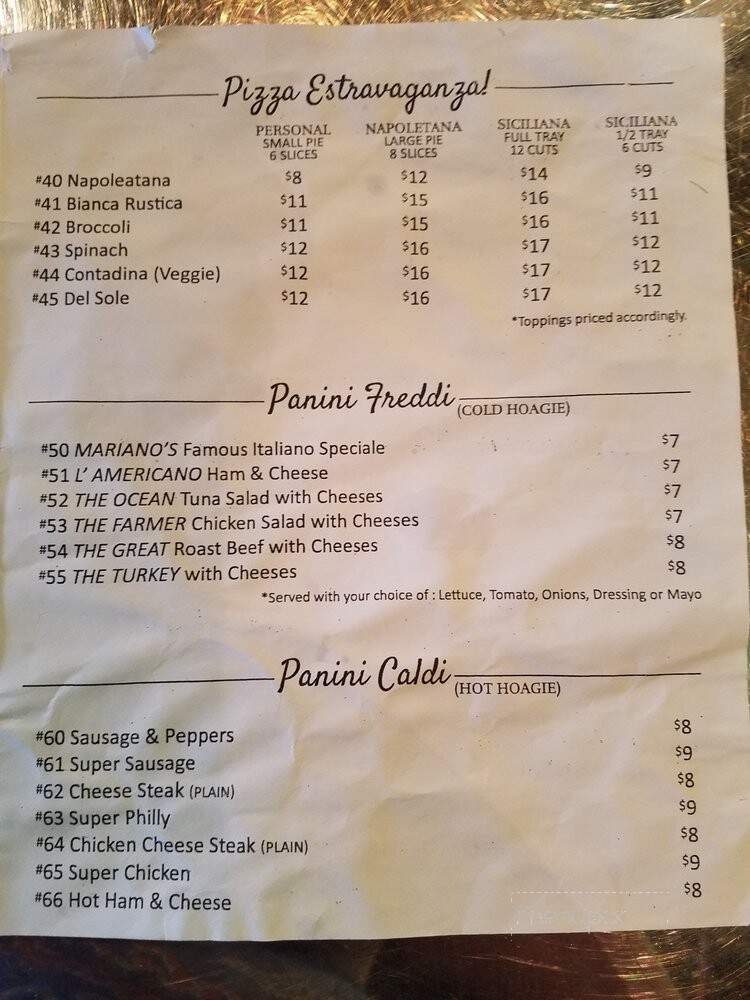 Pizza Estravaganza!
PERSONAL SMALL PIE 6 SLICES
NAPOLETANA LARGE PIE 8 SLICES
SICILIANA FULL TRAY 12 CUTS
SICILIANA 1/2 TRAY 6 CUTS
#40 Napoleatana $8 $12 $14 $9
#41 Bianca Rustica $11 $15 $16 $11
#42 Broccoli $11 $15 $16 $11
#43 Spinach $12 $16 $17 $12
#44 Contadina (Veggie) $12 $16 $17 $12
#45 Del Sole $12 $16 $17 $12
*Toppings priced accordingly.
Panini Freddi (COLD HOAGIE)
#50 MARIANO'S Famous Italiano Speciale $7
#51 L' AMERICANO Ham & Cheese $7
#52 THE OCEAN Tuna Salad with Cheeses $7
#53 THE FARMER Chicken Salad with Cheeses $7
#54 THE GREAT Roast Beef with Cheeses $8
#55 THE TURKEY with Cheeses $8
*Served with your choice of : Lettuce, Tomato, Onions, Dressing or Mayo
Panini Caldi (HOT HOAGIE)
#60 Sausage & Peppers $8
#61 Super Sausage $9
#62 Cheese Steak (PLAIN) $8
#63 Super Philly $9
#64 Chicken Cheese Steak (PLAIN) $8
#65 Super Chicken $9
#66 Hot Ham & Cheese $8